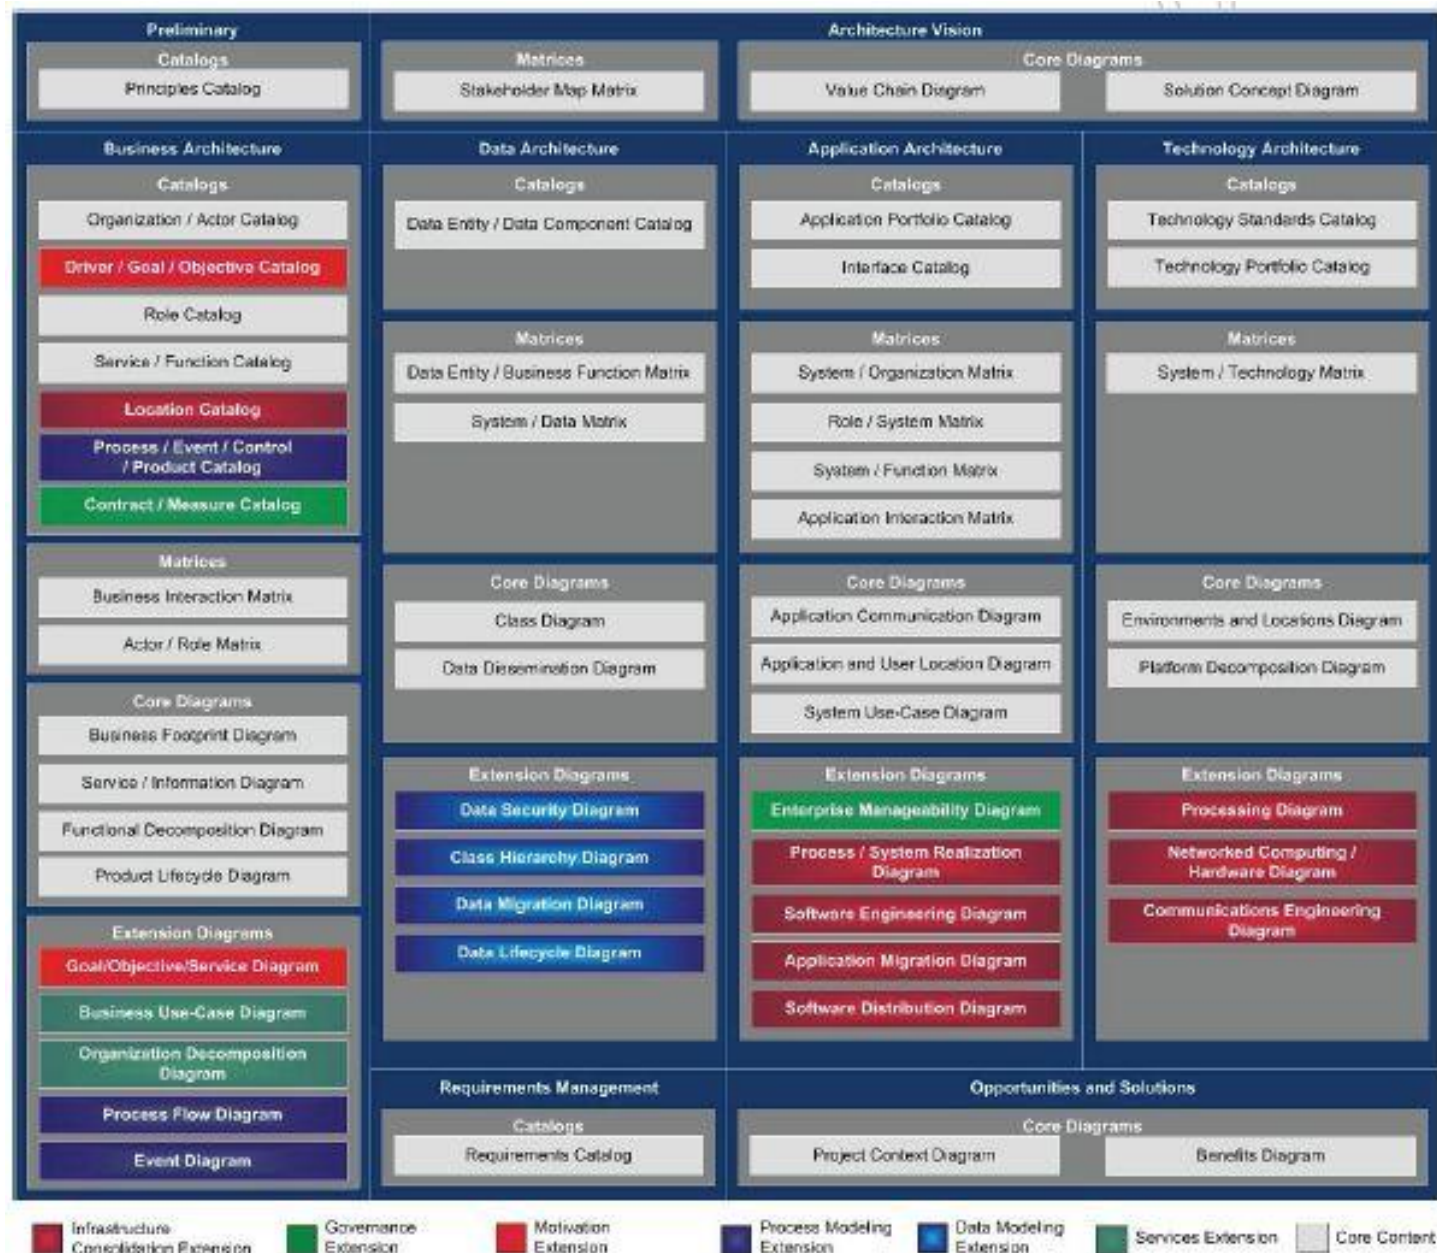 Preliminary
Catalogs
Principles Catalog
Architecture Vision
Matrices
Stakeholder Map Matrix
Core Diagrams
Value Chain Diagram
Solution Concept Diagram
Business Architecture
Catalogs
Organization / Actor Catalog
Driver / Goal / Objective Catalog
Role Catalog
Service / Function Catalog
Location Catalog
Process / Event / Control
/ Product Catalog
Contract / Measure Catalog
Matrices
Business Interaction Matrix
Actor / Role Matrix
Core Diagrams
Business Footprint Diagram
Service / Information Diagram
Functional Decomposition Diagram
Product Lifecycle Diagram
Extension Diagrams
Goal/Objective/Service Diagram
Business Use-Case Diagram
Organization Decomposition
Diagram
Process Flow Diagram
Event Diagram
Data Architecture
Catalogs
Data Entity / Data Component Catalog
Matrices
Data Entity / Business Function Matrix
System / Data Matrix
Core Diagrams
Class Diagram
Data Dissemination Diagram
Extension Diagrams
Data Security Diagram
Class Hierarchy Diagram
Data Migration Diagram
Data Lifecycle Diagram
Application Architecture
Catalogs
Application Portfolio Catalog
Interface Catalog
Matrices
System / Organization Matrix
Role / System Matrix
System / Function Matrix
Application Interaction Matrix
Core Diagrams
Application Communication Diagram
Application and User Location Diagram
System Use-Case Diagram
Extension Diagrams
Enterprise Manageability Diagram
Process / System Realization
Diagram
Software Engineering Diagram
Application Migration Diagram
Software Distribution Diagram
Technology Architecture
Catalogs
Technology Standards Catalog
Technology Portfolio Catalog
Matrices
System / Technology Matrix
Core Diagrams
Environments and Locations Diagram
Platform Decomposition Diagram
Extension Diagrams
Processing Diagram
Networked Computing /
Hardware Diagram
Communications Engineering
Diagram
Requirements Management
Catalogs
Requirements Catalog
Opportunities and Solutions
Core Diagrams
Project Context Diagram
Benefits Diagram
Infrastructure
Consolidation Extension
Governance
Extension
Motivation
Extension
Process Modeling
Extension
Data Modeling
Extension
Services Extension
Core Content